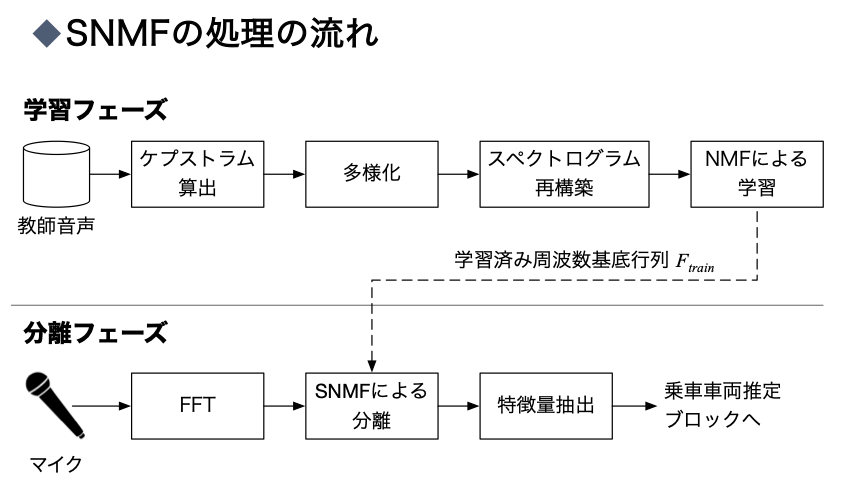 ◆SNMFの処理の流れ
学習フェーズ
ケプストラム
算出
多様化
スペクトログラム
再構築
NMFによる
学習
教師音声
学習済み周波数基底行列 F_train
分離フェーズ
FFT
SNMFによる
分離
特徴量抽出
乗車車両推定
ブロックへ
マイク